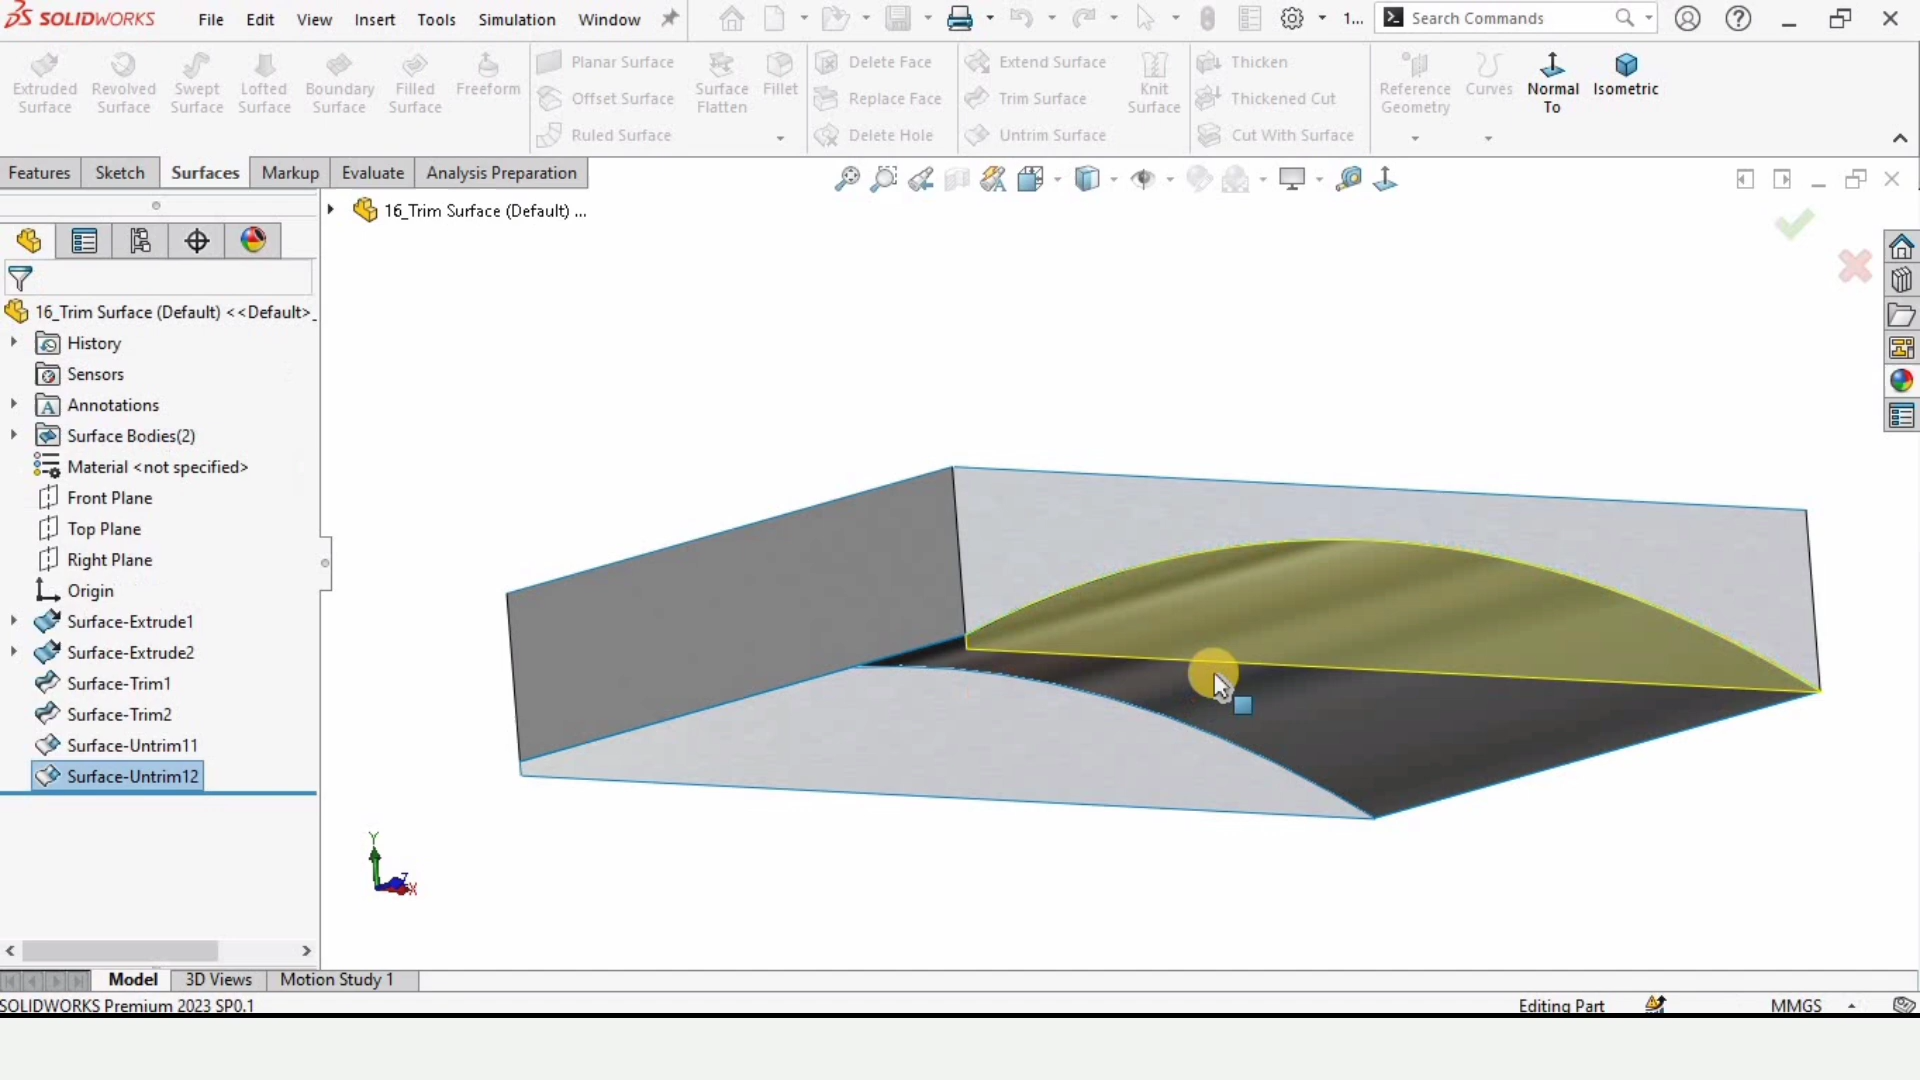 SOLIDWORKS File Edit View Insert Tools Simulation Window 1... Search Commands
Extruded Surface
Revolved Surface
Swept Surface
Lofted Surface
Boundary Surface
Filled Surface
Freeform
Planar Surface
Offset Surface
Ruled Surface
Surface Flatten
Fillet
Delete Face
Replace Face
Delete Hole
Extend Surface
Trim Surface
Untrim Surface
Knit Surface
Thicken
Thickened Cut
Cut With Surface
Reference Geometry
Curves
Normal To
Isometric
Features Sketch Surfaces Markup Evaluate Analysis Preparation
16_Trim Surface (Default) ...
16_Trim Surface (Default) <<Default>_
History
Sensors
Annotations
Surface Bodies(2)
Material <not specified>
Front Plane
Top Plane
Right Plane
Origin
Surface-Extrude1
Surface-Extrude2
Surface-Trim1
Surface-Trim2
Surface-Untrim11
Surface-Untrim12
Y
Z
X
Model 3D Views Motion Study 1
SOLIDWORKS Premium 2023 SP0.1 Editing Part MMGS